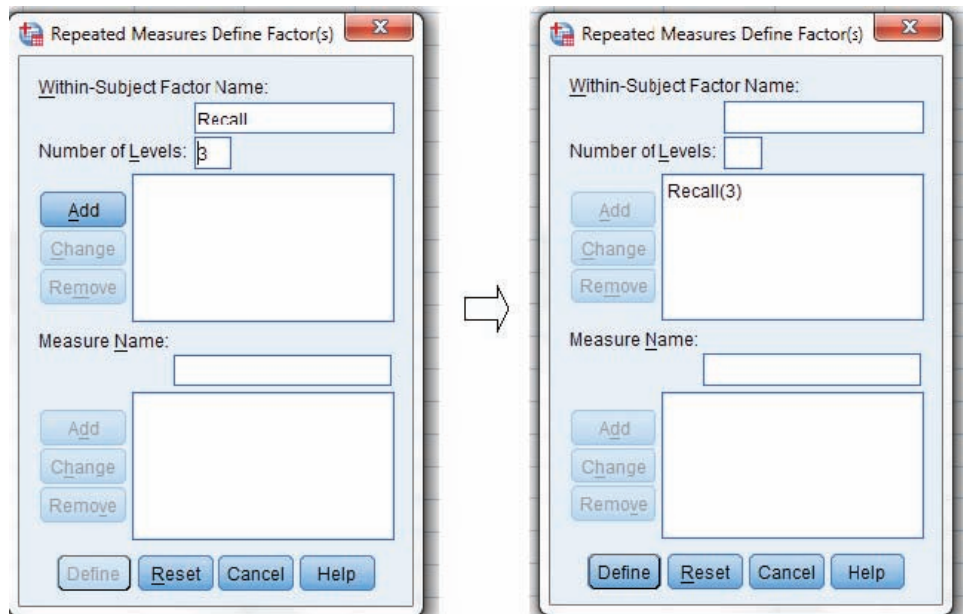 Repeated Measures Define Factor(s)
Within-Subject Factor Name:
Recall
Number of Levels: 3
Add
Change
Remove
Measure Name:
Add
Change
Remove
Define Reset Cancel Help
Repeated Measures Define Factor(s)
Within-Subject Factor Name:
Number of Levels:
Recall(3)
Add
Change
Remove
Measure Name:
Add
Change
Remove
Define Reset Cancel Help